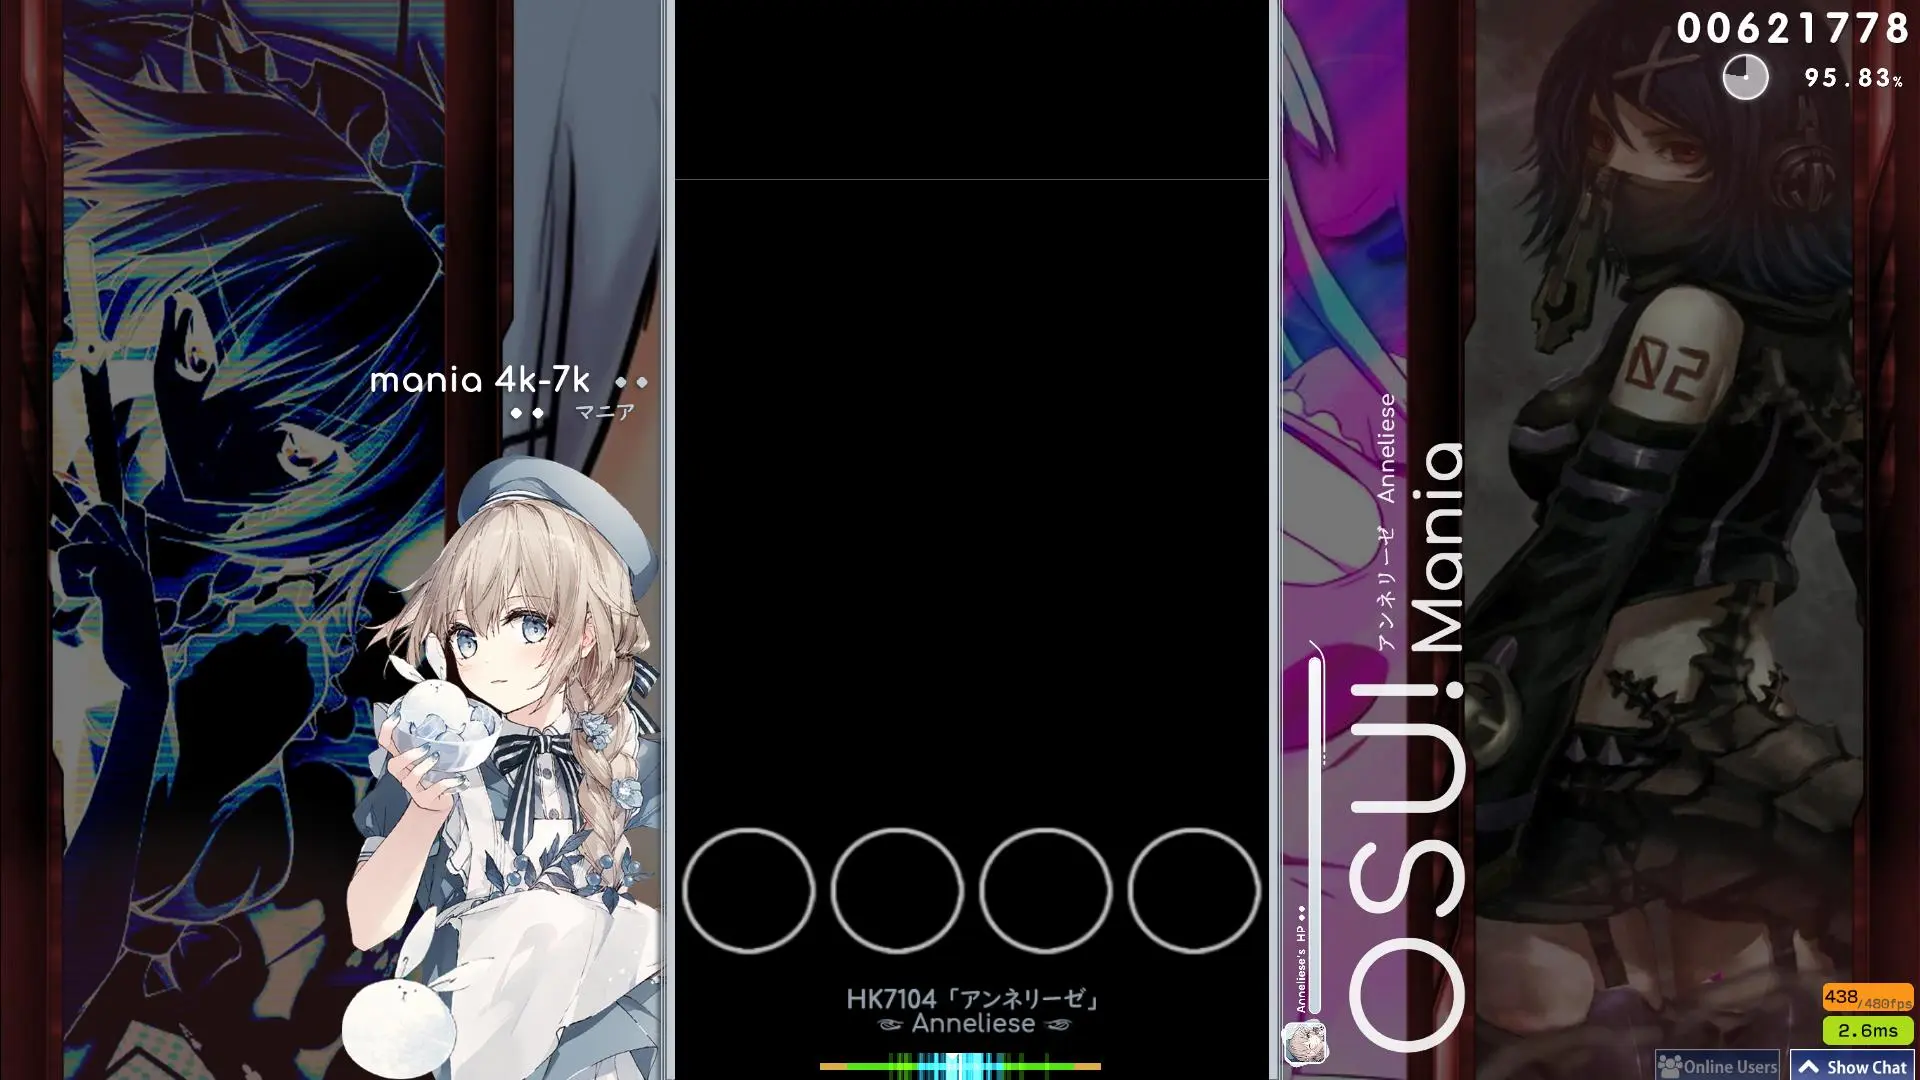 00621778
95.83%
mania 4k-7k
マニア
02
アンネリーゼ Anneliese
OSU! Mania
Anneliese's HP
HK7104「アンネリーゼ」
Anneliese
438/480fps
2.6ms
Online Users
Show Chat